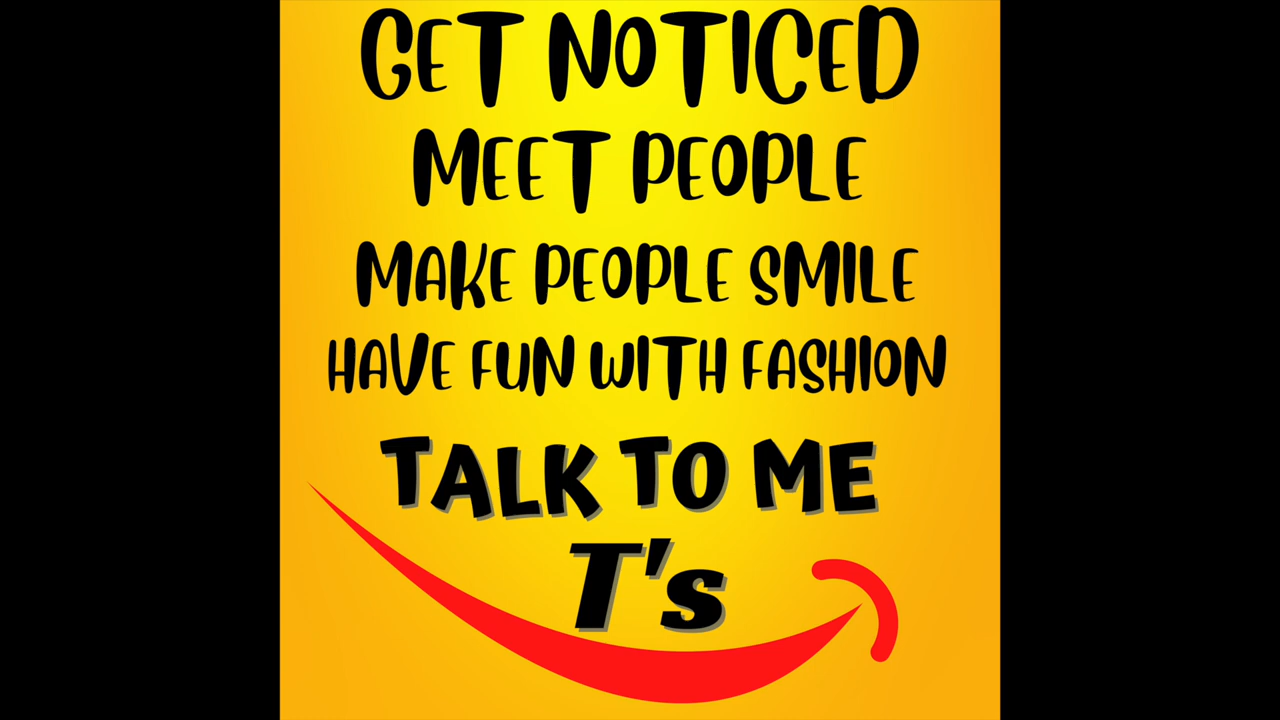 GET NOTICED
MEET PEOPLE
MAKE PEOPLE SMILE
HAVE FUN WITH FASHION
TALK TO ME
T's